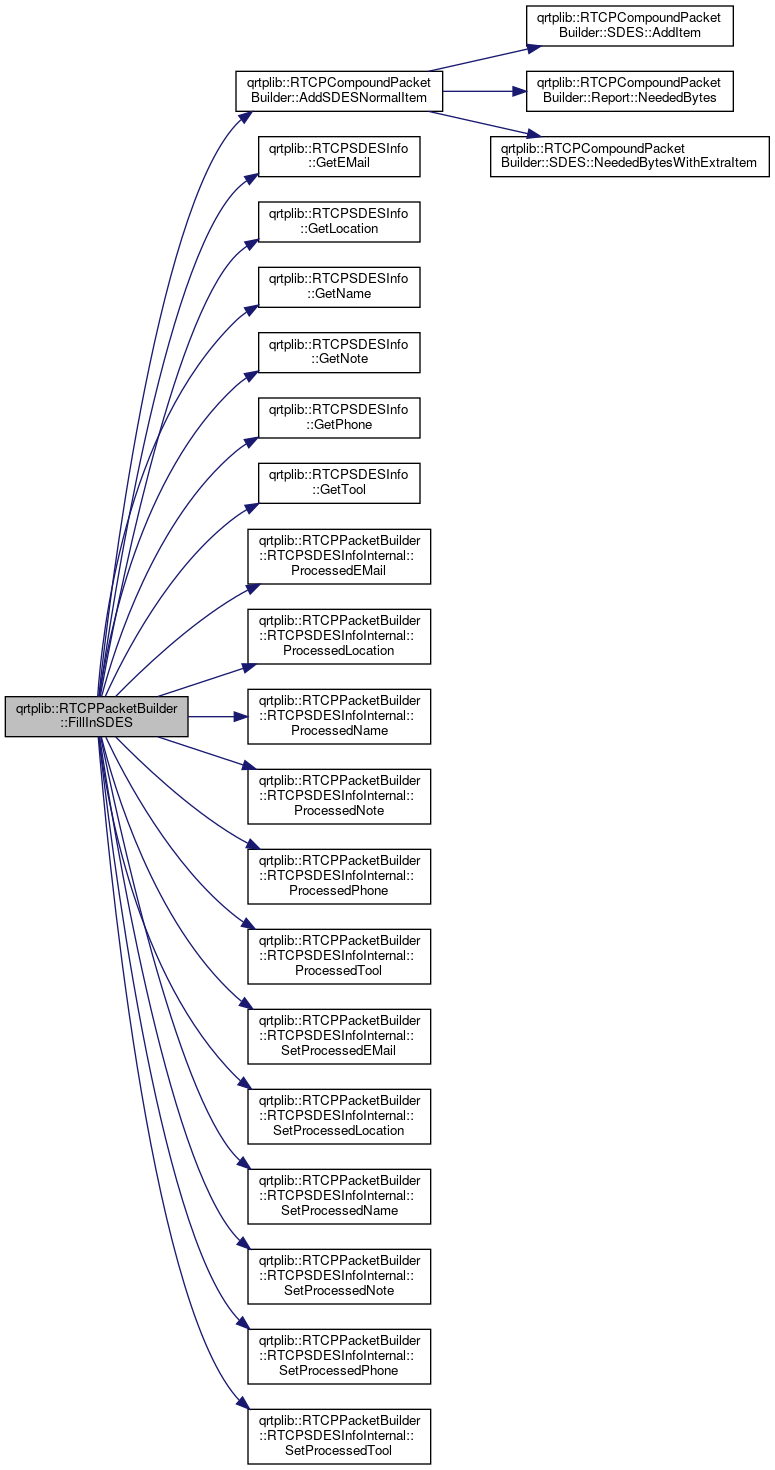 qrtplib::RTCPCompoundPacket
Builder::SDES::AddItem
qrtplib::RTCPCompoundPacket
Builder::AddSDESNormalItem
qrtplib::RTCPCompoundPacket
Builder::Report::NeededBytes
qrtplib::RTCPCompoundPacket
Builder::SDES::NeededBytesWithExtraItem
qrtplib::RTCPSDESInfo
::GetEMail
qrtplib::RTCPSDESInfo
::GetLocation
qrtplib::RTCPSDESInfo
::GetName
qrtplib::RTCPSDESInfo
::GetNote
qrtplib::RTCPSDESInfo
::GetPhone
qrtplib::RTCPSDESInfo
::GetTool
qrtplib::RTCPPacketBuilder
::RTCPSDESInfoInternal::
ProcessedEMail
qrtplib::RTCPPacketBuilder
::RTCPSDESInfoInternal::
ProcessedLocation
qrtplib::RTCPPacketBuilder
::FillInSDES
qrtplib::RTCPPacketBuilder
::RTCPSDESInfoInternal::
ProcessedName
qrtplib::RTCPPacketBuilder
::RTCPSDESInfoInternal::
ProcessedNote
qrtplib::RTCPPacketBuilder
::RTCPSDESInfoInternal::
ProcessedPhone
qrtplib::RTCPPacketBuilder
::RTCPSDESInfoInternal::
ProcessedTool
qrtplib::RTCPPacketBuilder
::RTCPSDESInfoInternal::
SetProcessedEMail
qrtplib::RTCPPacketBuilder
::RTCPSDESInfoInternal::
SetProcessedLocation
qrtplib::RTCPPacketBuilder
::RTCPSDESInfoInternal::
SetProcessedName
qrtplib::RTCPPacketBuilder
::RTCPSDESInfoInternal::
SetProcessedNote
qrtplib::RTCPPacketBuilder
::RTCPSDESInfoInternal::
SetProcessedPhone
qrtplib::RTCPPacketBuilder
::RTCPSDESInfoInternal::
SetProcessedTool